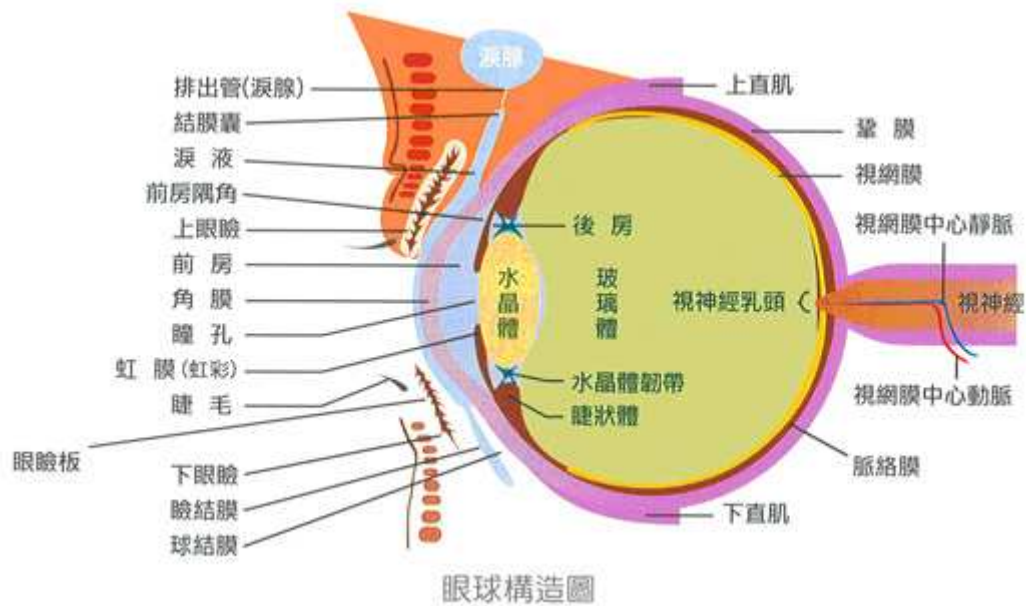 淚腺
排出管(淚腺)
結膜囊
淚 液
前房隅角
上眼瞼
前 房
角 膜
瞳 孔
虹 膜(虹彩)
睫 毛
眼瞼板
下眼瞼
瞼結膜
球結膜
後 房
水晶體
玻璃體
水晶體韌帶
睫狀體
視神經乳頭
上直肌
鞏 膜
視網膜
視網膜中心靜脈
視神經
視網膜中心動脈
脈絡膜
下直肌
眼球構造圖